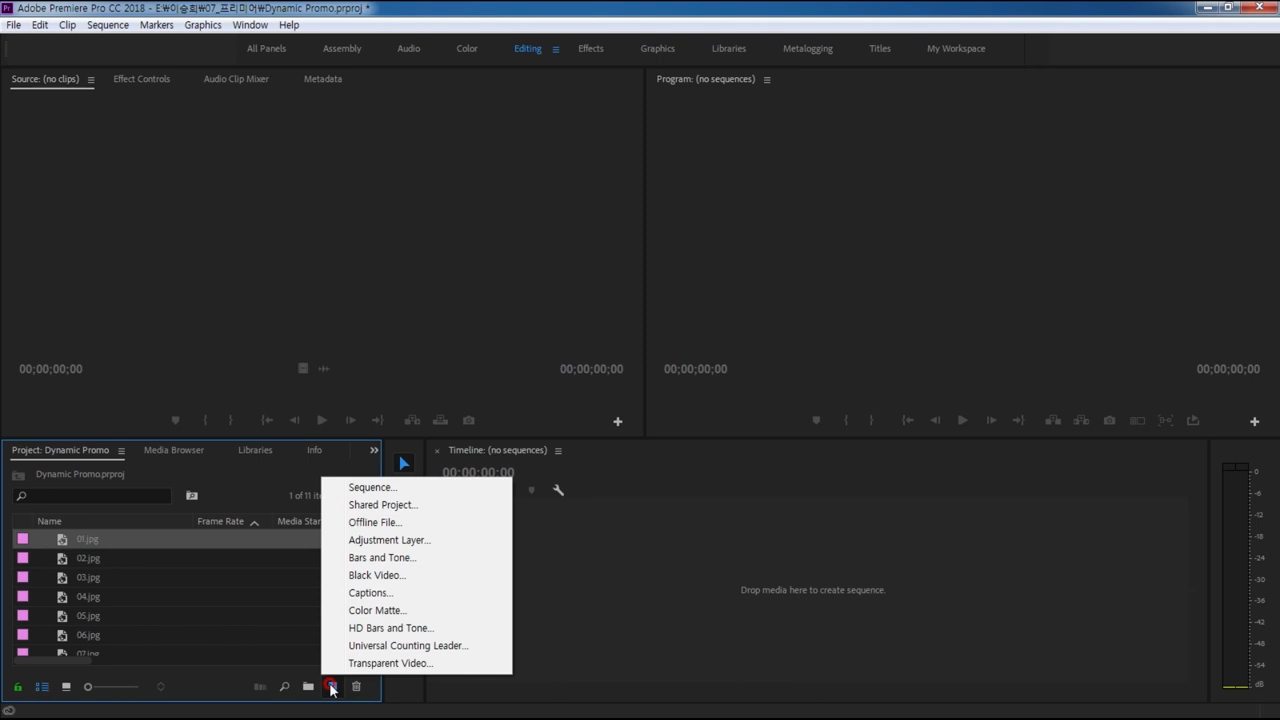 Adobe Premiere Pro CC 2018 - E:₩이승희₩07_프리미어₩Dynamic Promo.prproj *
File Edit Clip Sequence Markers Graphics Window Help
All Panels Assembly Audio Color Editing Effects Graphics Libraries Metalogging Titles My Workspace
Source: (no clips) Effect Controls Audio Clip Mixer Metadata Program: (no sequences)
00;00;00;00 00;00;00;00 00;00;00;00 00;00;00;00
Project: Dynamic Promo Media Browser Libraries Info Timeline: (no sequences)
Dynamic Promo.prproj
00:00:00:00
1 of 11
Name Frame Rate Media Star
01.jpg
02.jpg
03.jpg
04.jpg
05.jpg
06.jpg
07.jpg
Sequence...
Shared Project...
Offline File...
Adjustment Layer...
Bars and Tone...
Black Video...
Captions...
Color Matte...
HD Bars and Tone...
Universal Counting Leader...
Transparent Video...
Drop media here to create sequence.
0
-6
-12
-18
-24
-30
-36
-42
-48
-54
dB